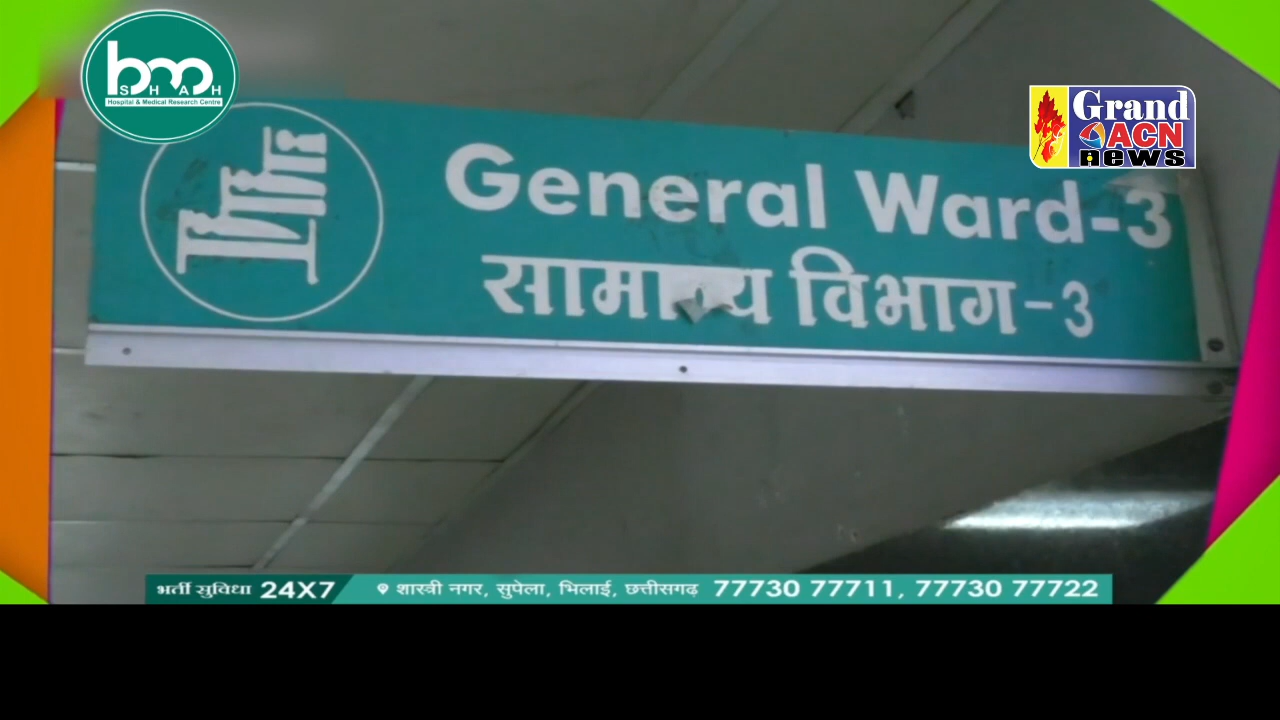 bmm
SHAH
Hospital & Medical Research Centre
Grand
ACN
news
General Ward-3
सामान्य विभाग-3
भर्ती सुविधा 24X7
शास्त्री नगर, सुपेला, भिलाई, छत्तीसगढ़ 77730 77711, 77730 77722